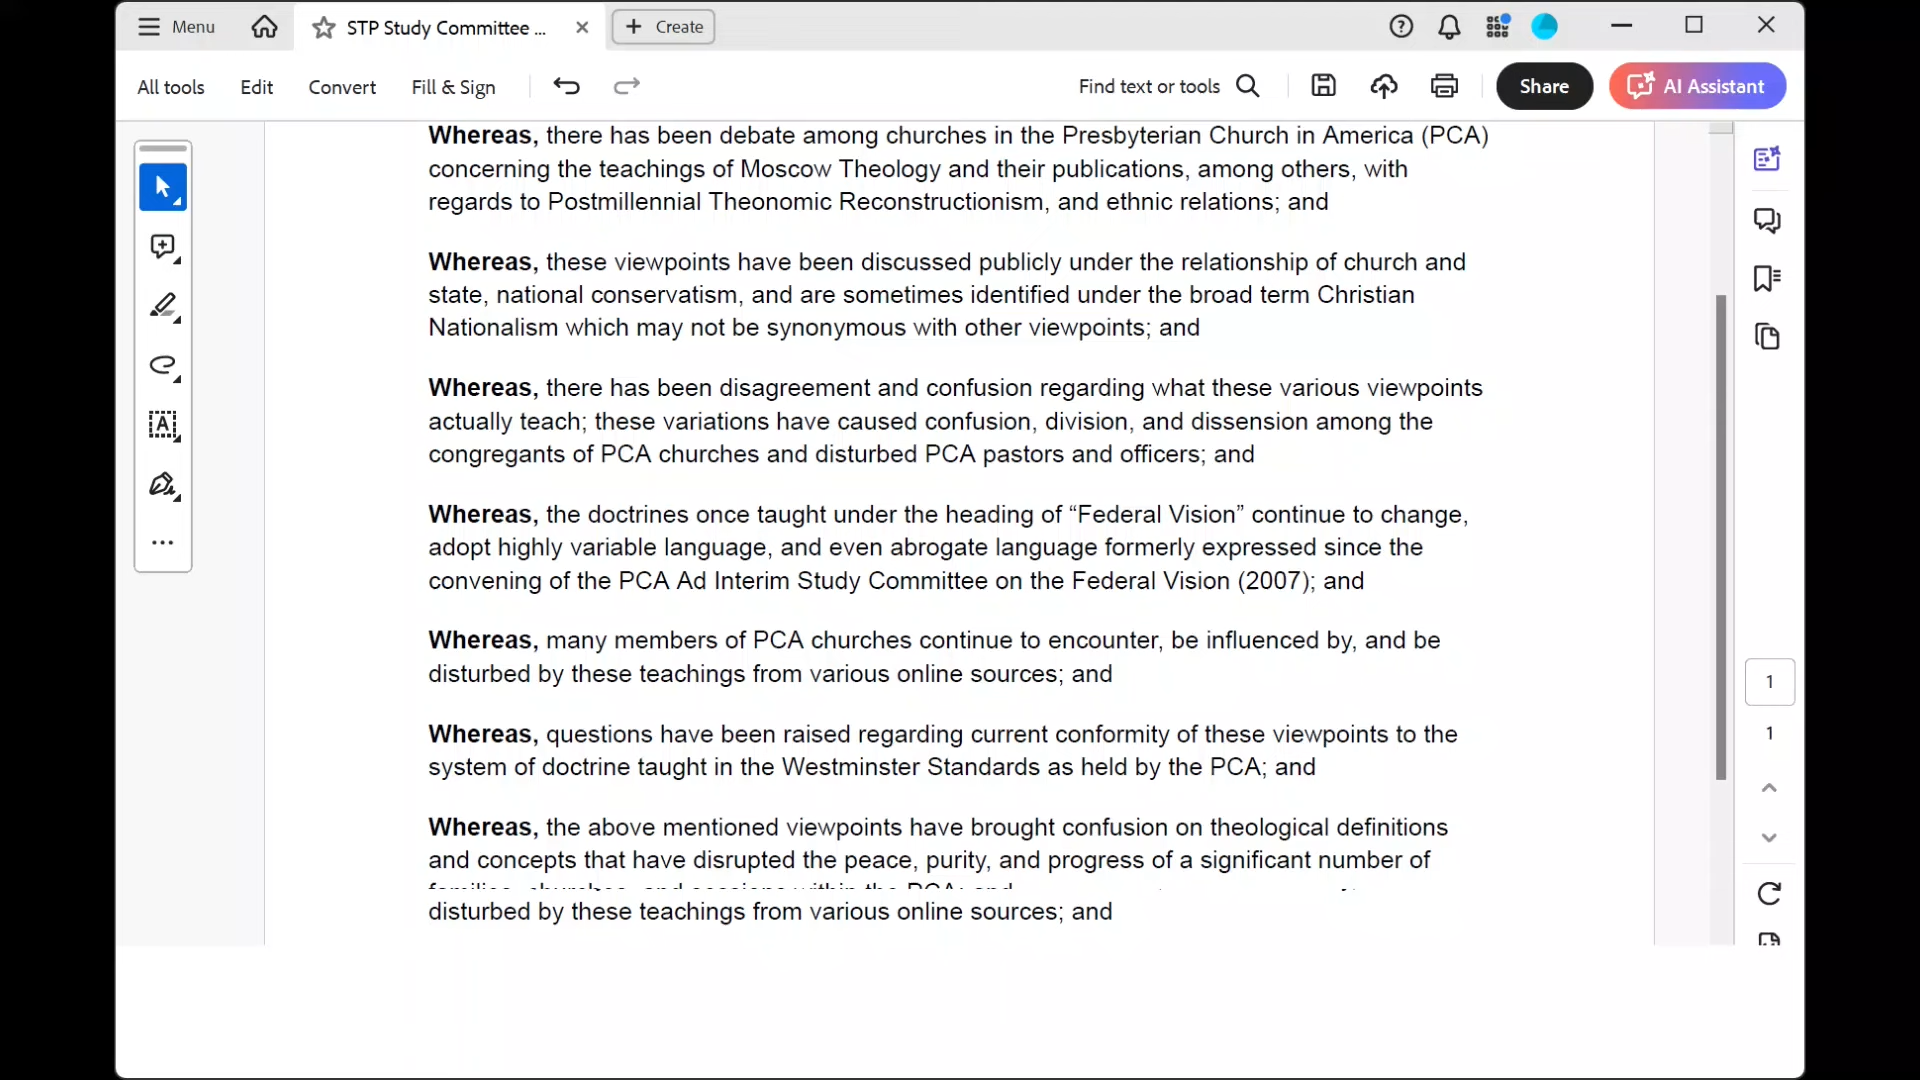 Menu
STP Study Committee ...
Create
All tools
Edit
Convert
Fill & Sign
Find text or tools
Share
AI Assistant
Whereas, there has been debate among churches in the Presbyterian Church in America (PCA)
concerning the teachings of Moscow Theology and their publications, among others, with
regards to Postmillennial Theonomic Reconstructionism, and ethnic relations; and
Whereas, these viewpoints have been discussed publicly under the relationship of church and
state, national conservatism, and are sometimes identified under the broad term Christian
Nationalism which may not be synonymous with other viewpoints; and
Whereas, there has been disagreement and confusion regarding what these various viewpoints
actually teach; these variations have caused confusion, division, and dissension among the
congregants of PCA churches and disturbed PCA pastors and officers; and
Whereas, the doctrines once taught under the heading of “Federal Vision” continue to change,
adopt highly variable language, and even abrogate language formerly expressed since the
convening of the PCA Ad Interim Study Committee on the Federal Vision (2007); and
Whereas, many members of PCA churches continue to encounter, be influenced by, and be
disturbed by these teachings from various online sources; and
Whereas, questions have been raised regarding current conformity of these viewpoints to the
system of doctrine taught in the Westminster Standards as held by the PCA; and
Whereas, the above mentioned viewpoints have brought confusion on theological definitions
and concepts that have disrupted the peace, purity, and progress of a significant number of
families, churches, and sessions within the PCA; and
disturbed by these teachings from various online sources; and
1
1